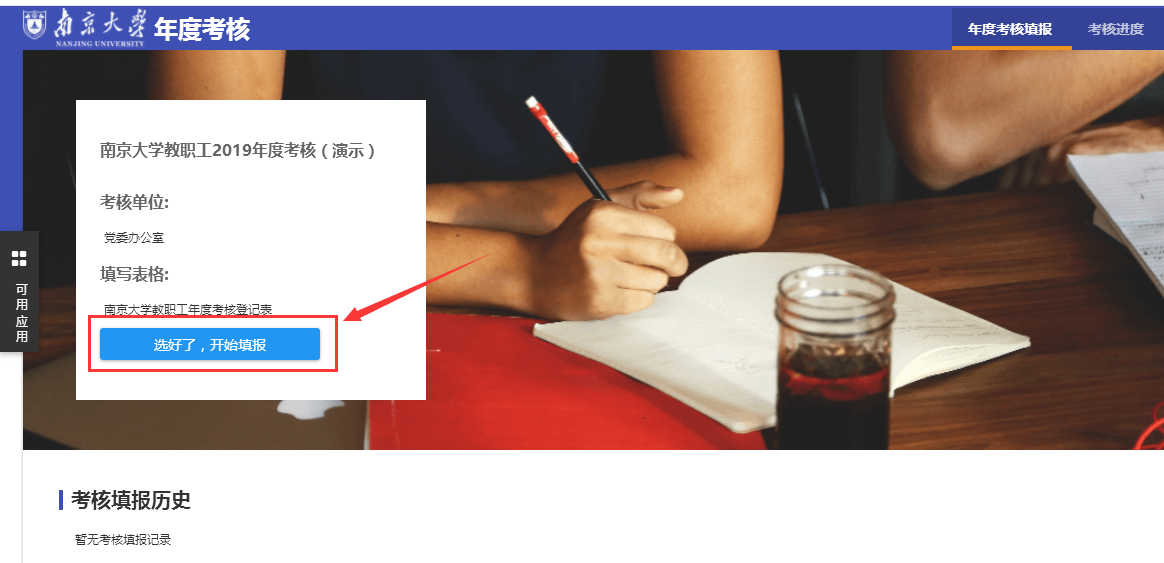 南京大学 年度考核
NANJING UNIVERSITY
年度考核填报
考核进度
南京大学教职工2019年度考核（演示）
考核单位:
党委办公室
填写表格:
南京大学教职工年度考核登记表
选好了，开始填报
可用应用
考核填报历史
暂无考核填报记录